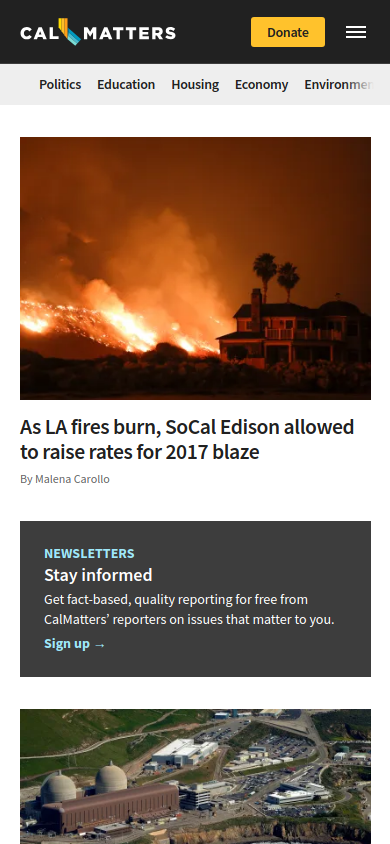 CALMATTERS
Donate
Politics Education Housing Economy
As LA fires burn, SoCal Edison allowed
to raise rates for 2017 blaze
By Malena Carollo
NEWSLETTERS
Stay informed
Get fact-based, quality reporting for free from
CalMatters’ reporters on issues that matter to you.
Sign up →